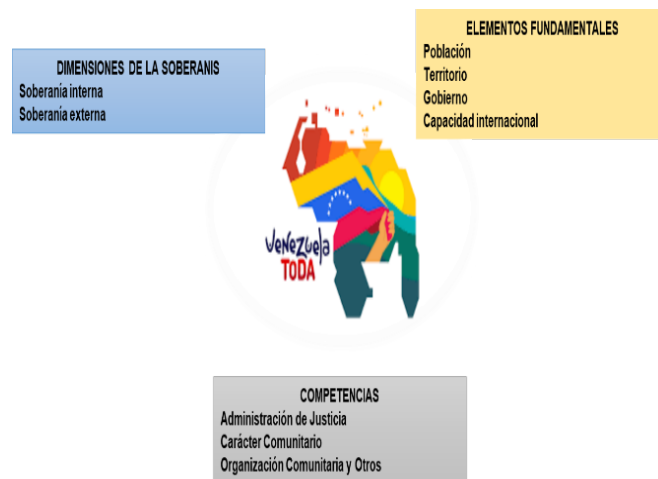 DIMENSIONES DE LA SOBERANIS
Soberanía interna
Soberanía externa
ELEMENTOS FUNDAMENTALES
Población
Territorio
Gobierno
Capacidad internacional
Venezuela
TODA
COMPETENCIAS
Administración de Justicia
Carácter Comunitario
Organización Comunitaria y Otros